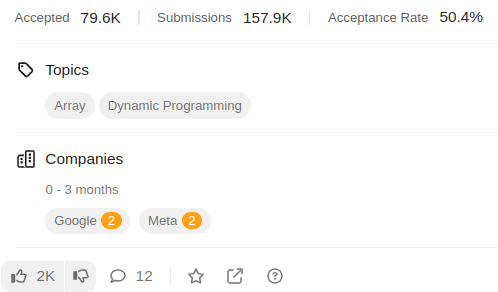 Accepted 79.6K Submissions 157.9K Acceptance Rate 50.4%
Topics
Array Dynamic Programming
Companies
0 - 3 months
Google 2 Meta 2
2K 12